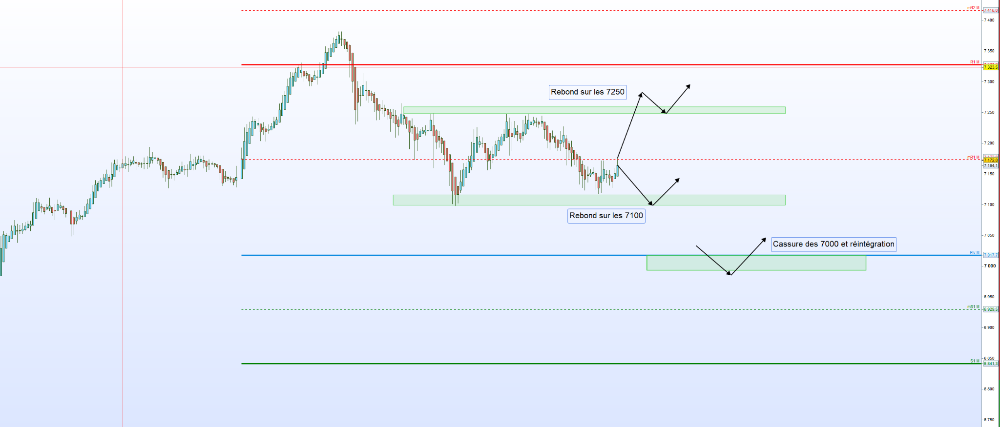 mR2 M
7 416,0
7 400
7 350
R1 M
7 323,5
7 300
Rebond sur les 7250
7 250
7 200
mR1 M
7 172,0
7 164,1
7 150
7 100
Rebond sur les 7100
7 050
Cassure des 7000 et réintégration
Piv M
7 017,7
7 000
6 950
mS1 M
6 929,5
6 900
6 850
S1 M
6 841,3
6 800
6 750